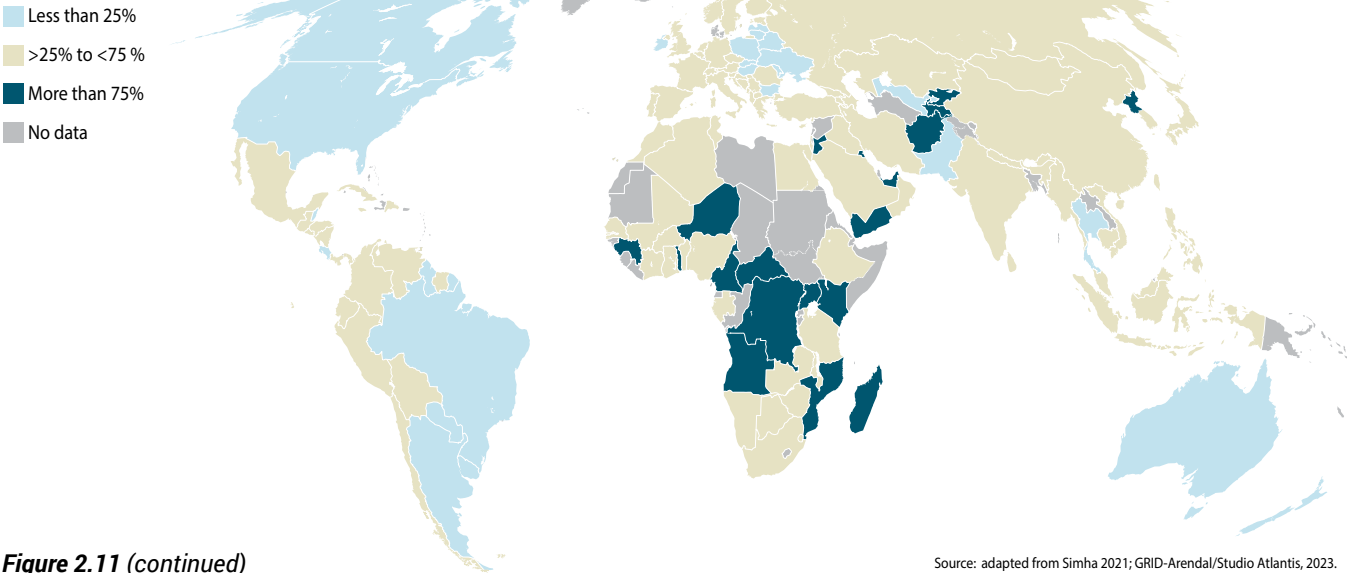 Less than 25%
>25% to <75 %
More than 75%
No data
Figure 2.11 (continued)
Source: adapted from Simha 2021; GRID-Arendal/Studio Atlantis, 2023.